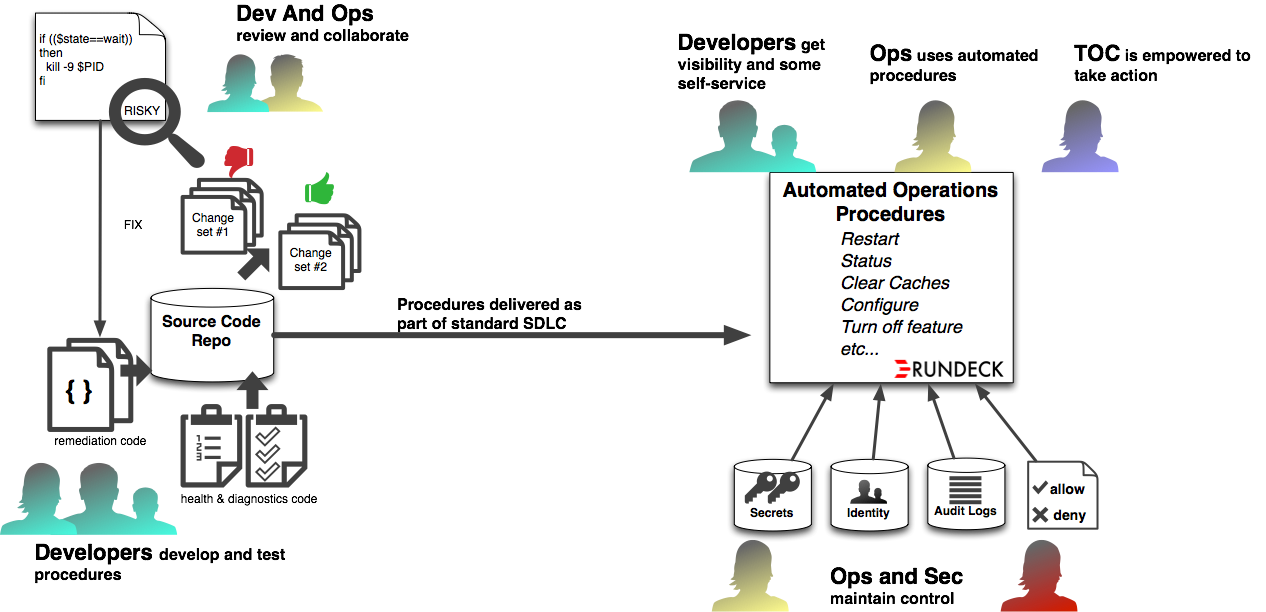 if (($state==wait))
then
kill -9 $PID
fi
RISKY
Dev And Ops
review and collaborate
FIX
Change
set #1
Change
set #2
Source Code
Repo
{ }
remediation code
1
2
3
health & diagnostics code
Developers develop and test
procedures
Procedures delivered as
part of standard SDLC
Developers get
visibility and some
self-service
Ops uses automated
procedures
TOC is empowered to
take action
Automated Operations
Procedures
Restart
Status
Clear Caches
Configure
Turn off feature
etc...
RUNDECK
Secrets
Identity
Audit Logs
allow
deny
Ops and Sec
maintain control